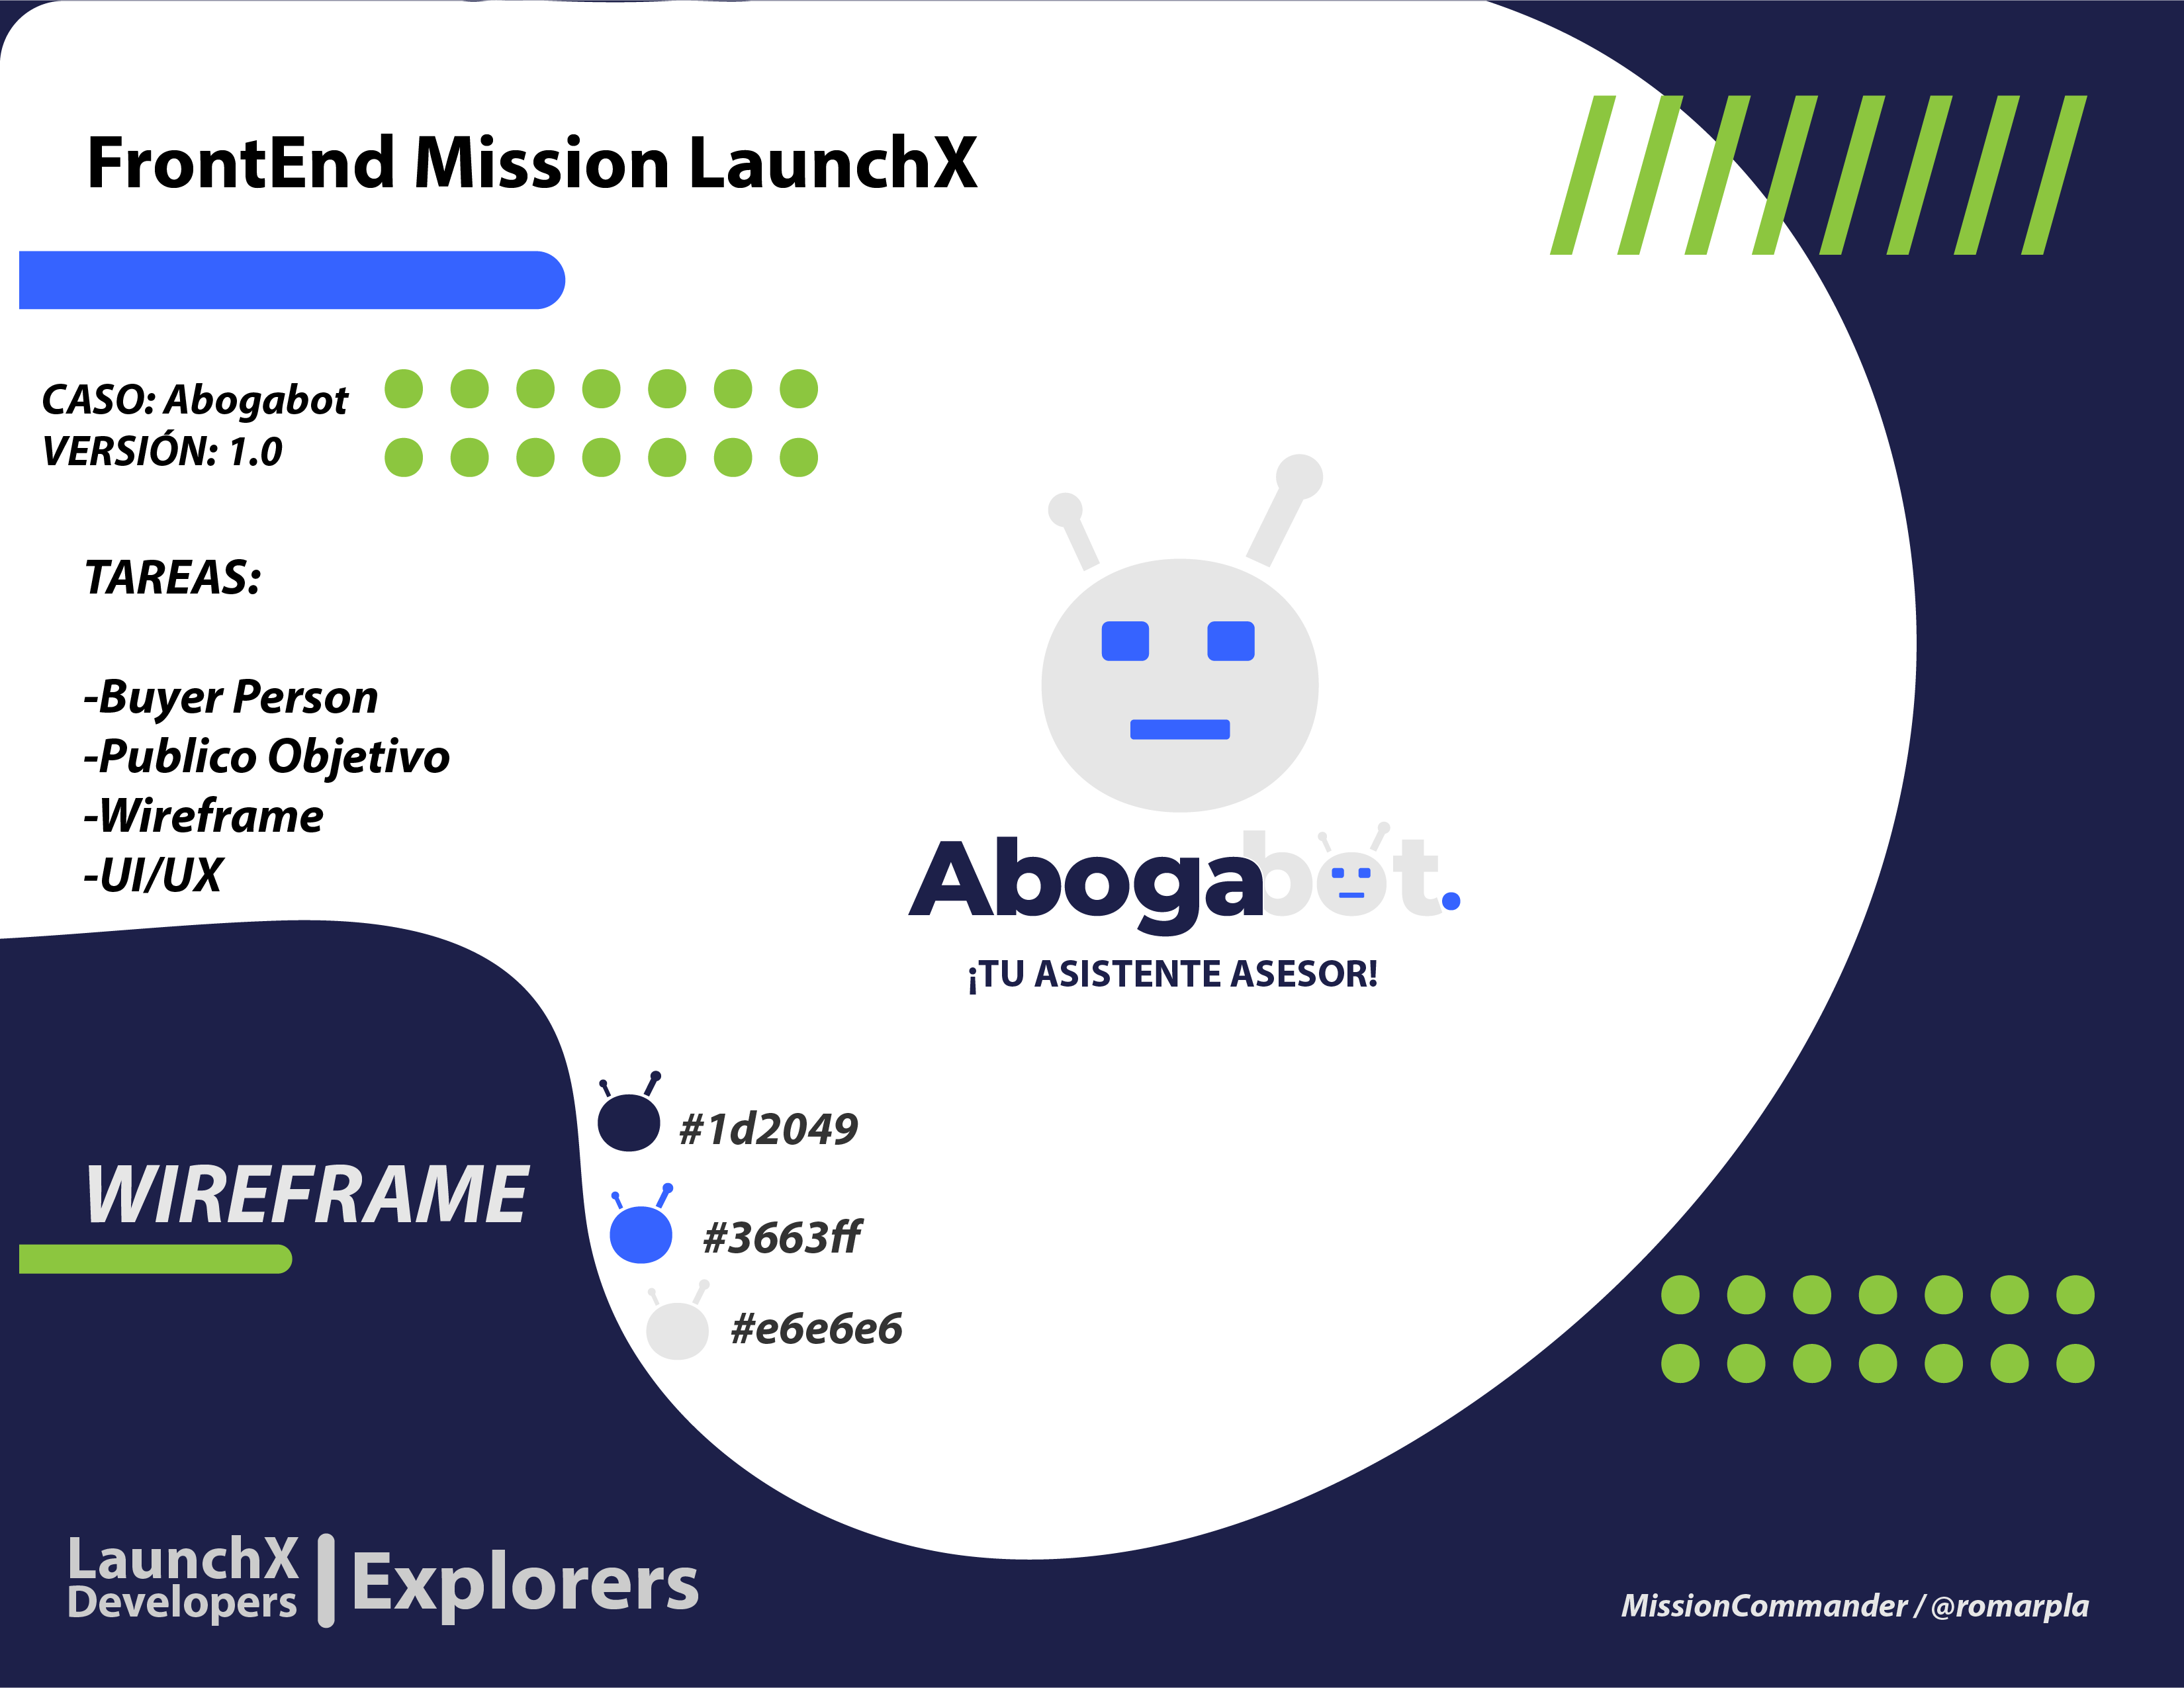 FrontEnd Mission LaunchX
CASO: Abogabot
VERSIÓN: 1.0
TAREAS:
-Buyer Person
-Publico Objetivo
-Wireframe
-UI/UX
Abogabot.
¡TU ASISTENTE ASESOR!
#1d2049
#3663ff
#e6e6e6
WIREFRAME
LaunchX
Developers
Explorers
MissionCommander / @romarpla